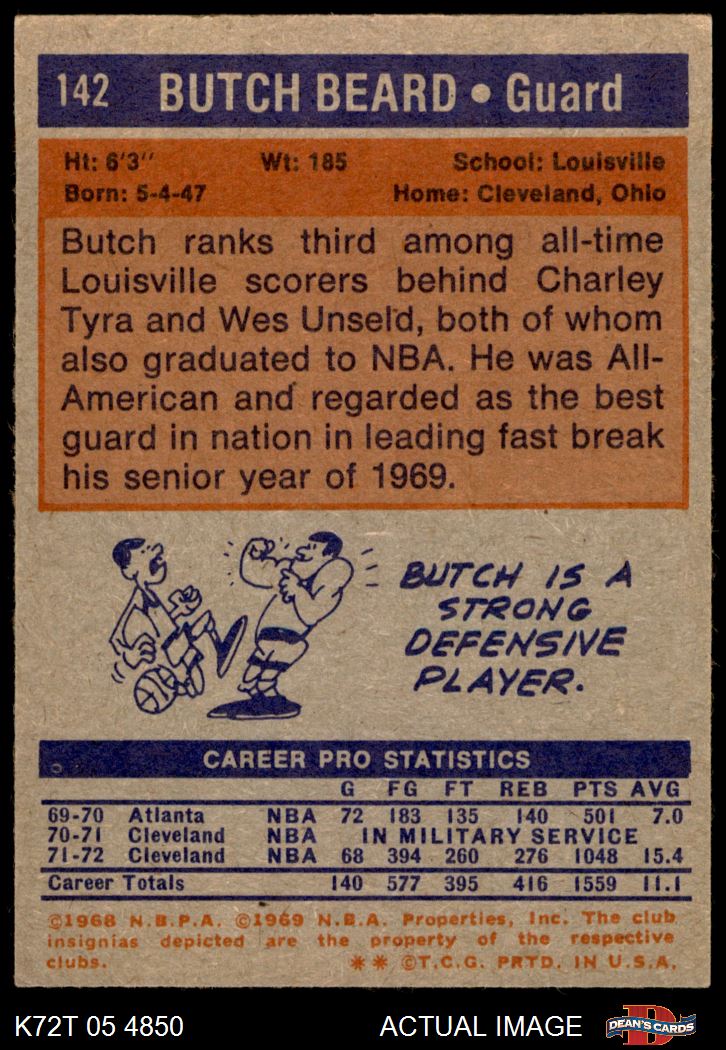 142 BUTCH BEARD • Guard
Ht: 6'3" Wt: 185 School: Louisville
Born: 5-4-47 Home: Cleveland, Ohio
Butch ranks third among all-time
Louisville scorers behind Charley
Tyra and Wes Unseld, both of whom
also graduated to NBA. He was All-
American and regarded as the best
guard in nation in leading fast break
his senior year of 1969.
BUTCH IS A
STRONG
DEFENSIVE
PLAYER.
CAREER PRO STATISTICS
G FG FT REB PTS AVG
69-70 Atlanta NBA 72 183 135 140 501 7.0
70-71 Cleveland NBA IN MILITARY SERVICE
71-72 Cleveland NBA 68 394 260 276 1048 15.4
Career Totals 140 577 395 416 1559 11.1
©1968 N.B.P.A. ©1969 N.B.A. Properties, Inc. The club
insignias depicted are the property of the respective
clubs. ** ©T.C.G. PRTD. IN U.S.A.
K72T 05 4850 ACTUAL IMAGE D DEAN'S CARDS